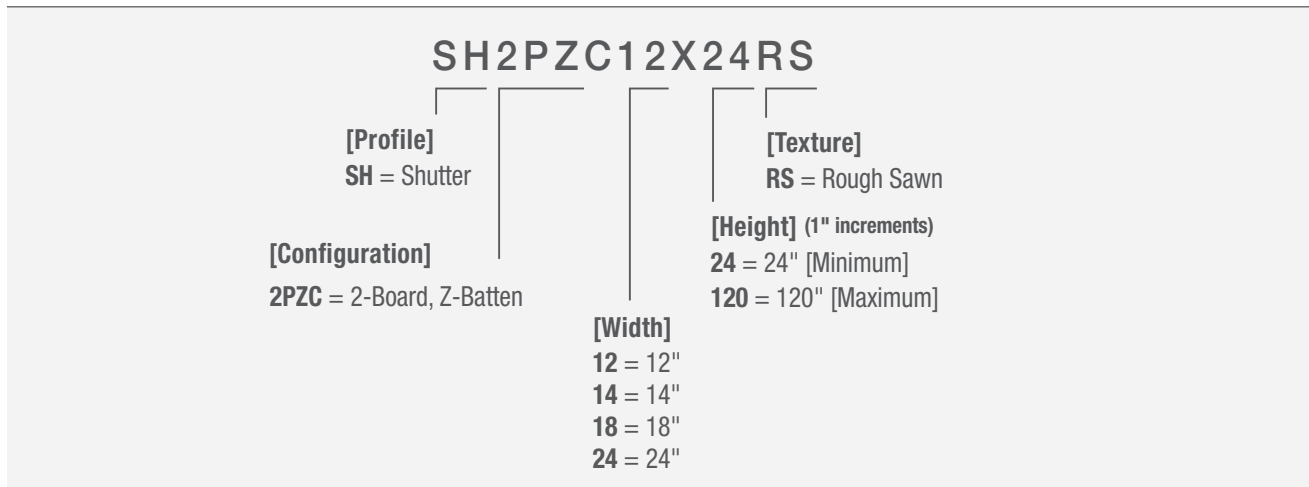 SH2PZC12X24RS
[Profile]
SH = Shutter
[Texture]
RS = Rough Sawn
[Configuration]
2PZC = 2-Board, Z-Batten
[Height] (1" increments)
24 = 24" [Minimum]
120 = 120" [Maximum]
[Width]
12 = 12"
14 = 14"
18 = 18"
24 = 24"